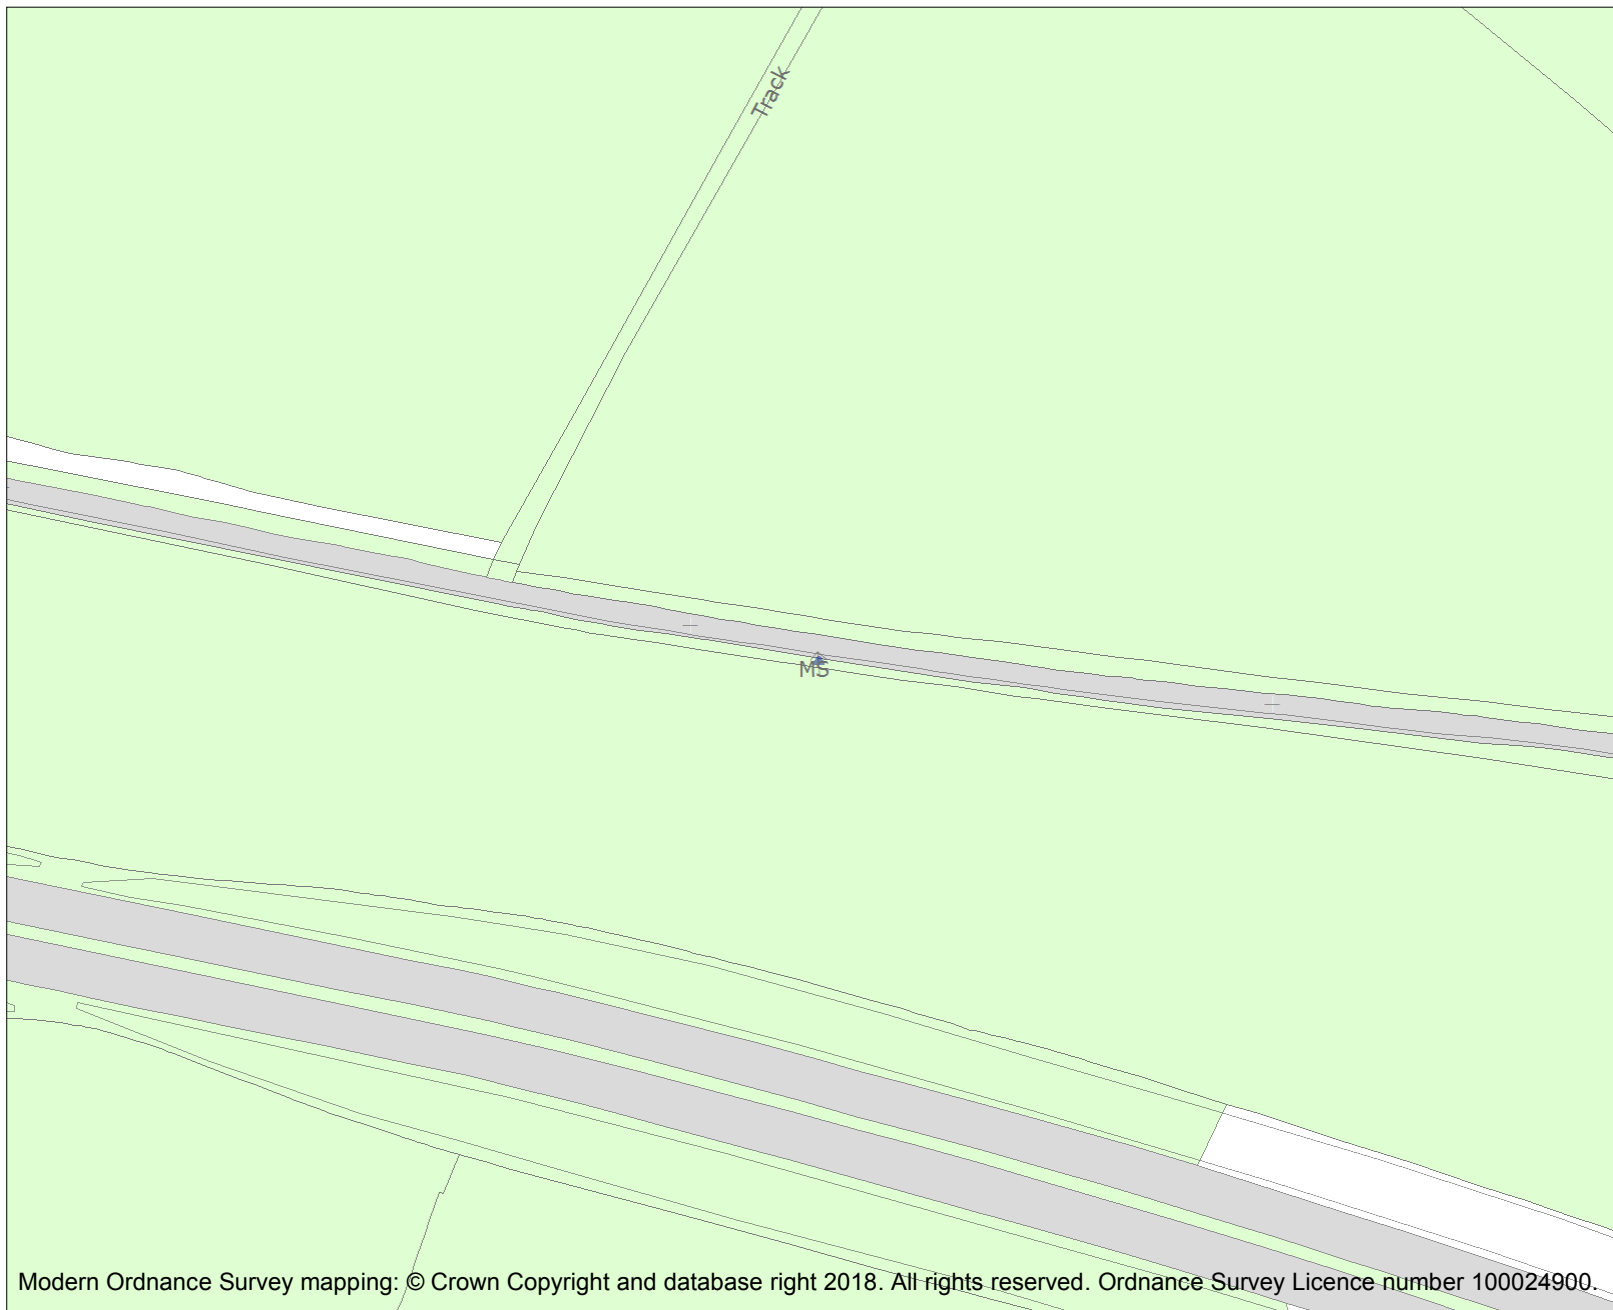 Track
MS
Modern Ordnance Survey mapping: © Crown Copyright and database right 2018. All rights reserved. Ordnance Survey Licence number 100024900.